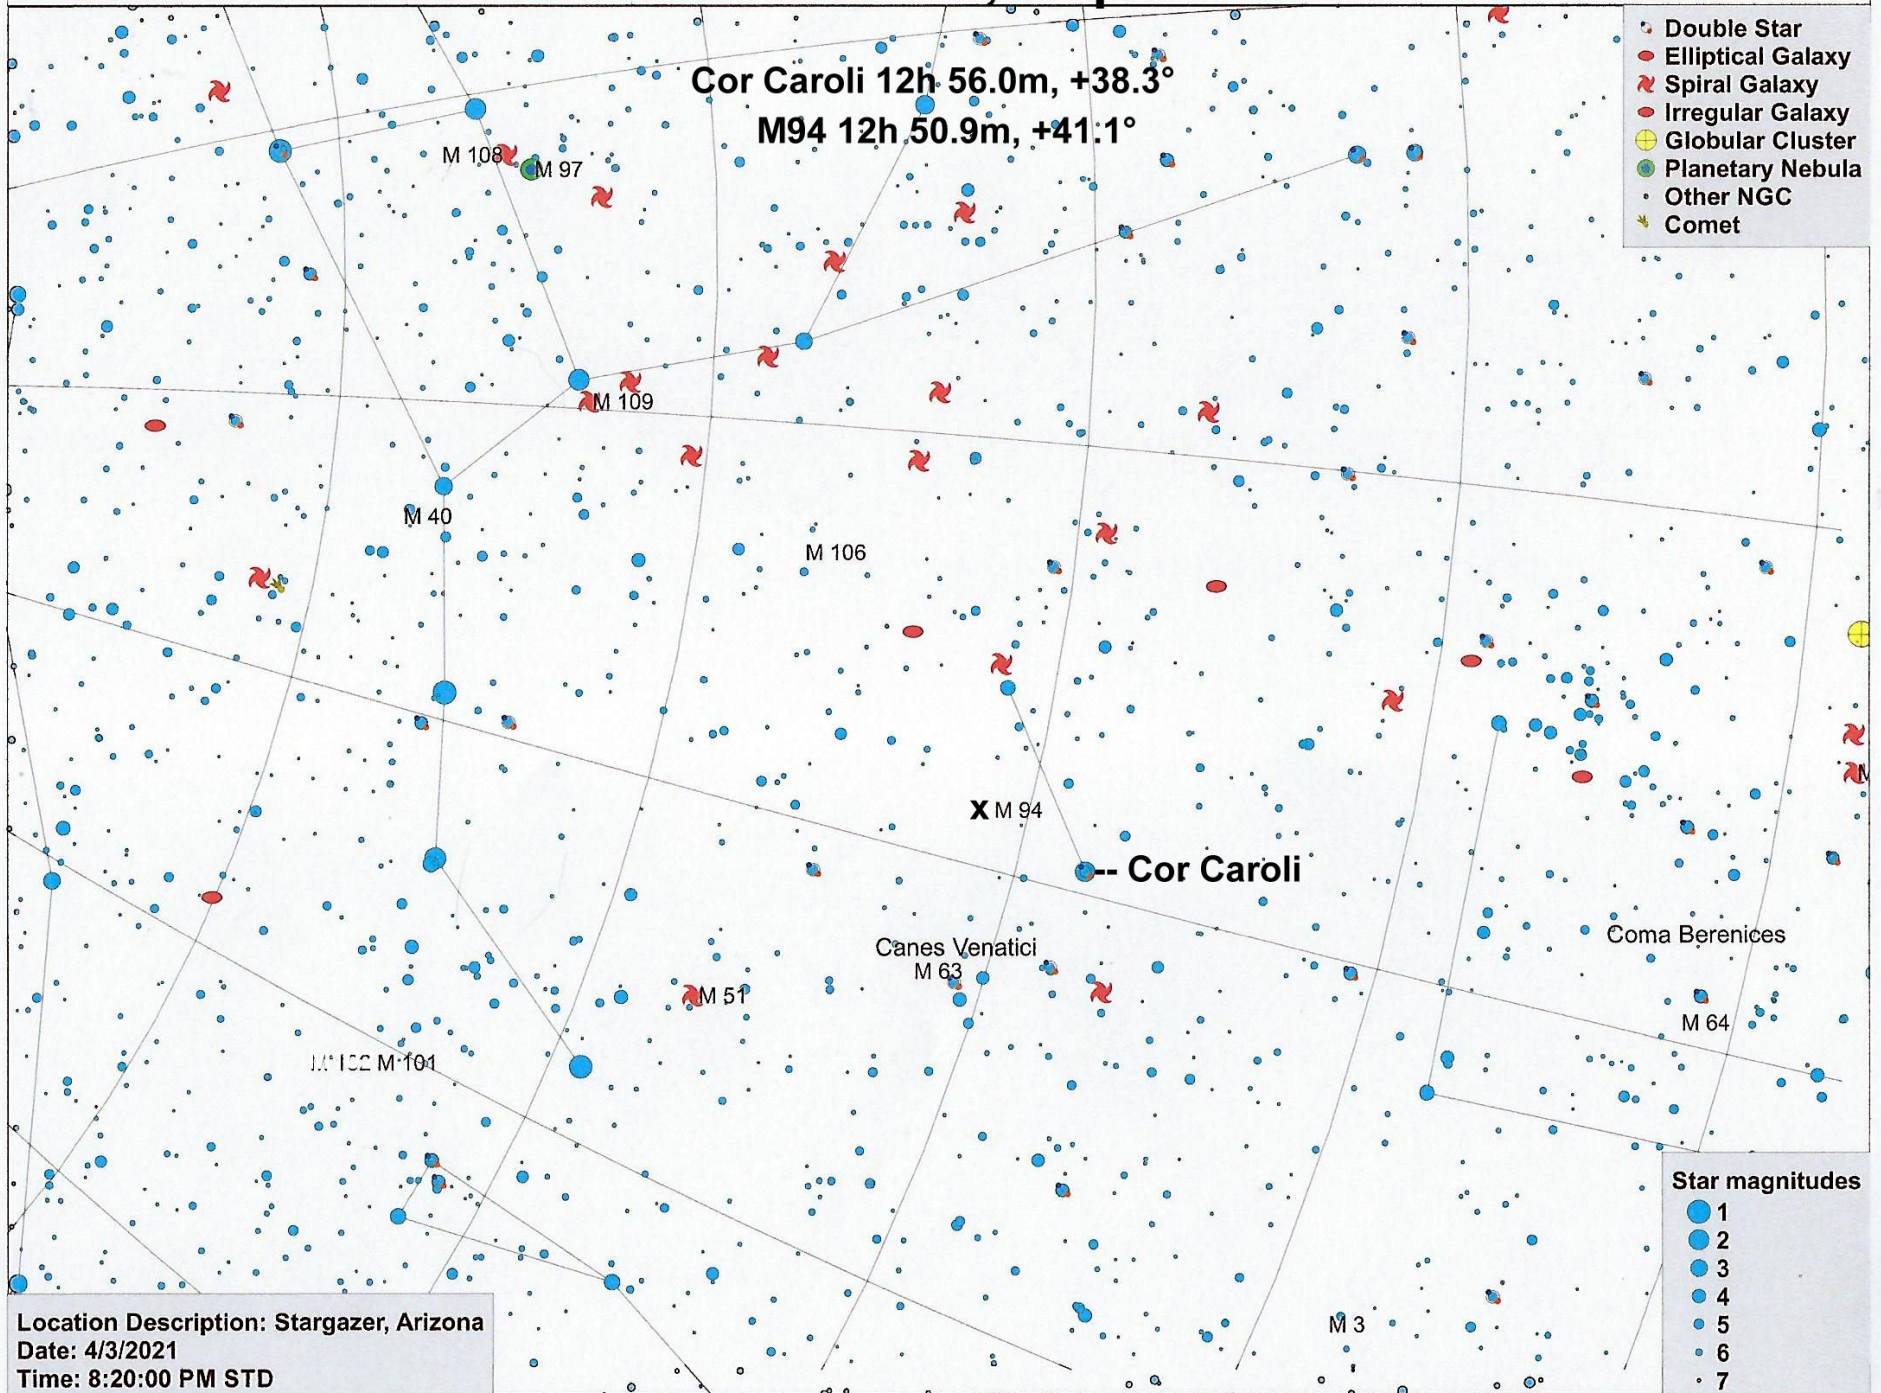 Cor Caroli 12h 56.0m, +38.3°
M94 12h 50.9m, +41.1°
Double Star
Elliptical Galaxy
Spiral Galaxy
Irregular Galaxy
Globular Cluster
Planetary Nebula
Other NGC
Comet
M 108
M 97
M 109
M 40
M 106
M
X M 94
-- Cor Caroli
Coma Berenices
Canes Venatici
M 63
M 51
M 64
M 101
M 3
Star magnitudes
1
2
3
4
5
6
7
Location Description: Stargazer, Arizona
Date: 4/3/2021
Time: 8:20:00 PM STD